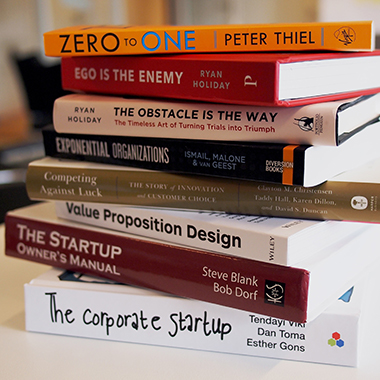 ZERO TO ONE PETER THIEL
EGO IS THE ENEMY RYAN HOLIDAY P
RYAN HOLIDAY
THE OBSTACLE IS THE WAY
The Timeless Art of Turning Trials into Triumph
EXPONENTIAL ORGANIZATIONS
ISMAIL, MALONE & VAN GEEST
DIVERSION BOOKS
Competing Against Luck
THE STORY OF INNOVATION AND CUSTOMER CHOICE
Clayton M. Christensen
Taddy Hall, Karen Dillon,
and David S. Duncan
Value Proposition Design WILEY
THE STARTUP
OWNER'S MANUAL
Steve Blank
Bob Dorf
The corporate startup
Tendayi Viki
Dan Toma
Esther Gons